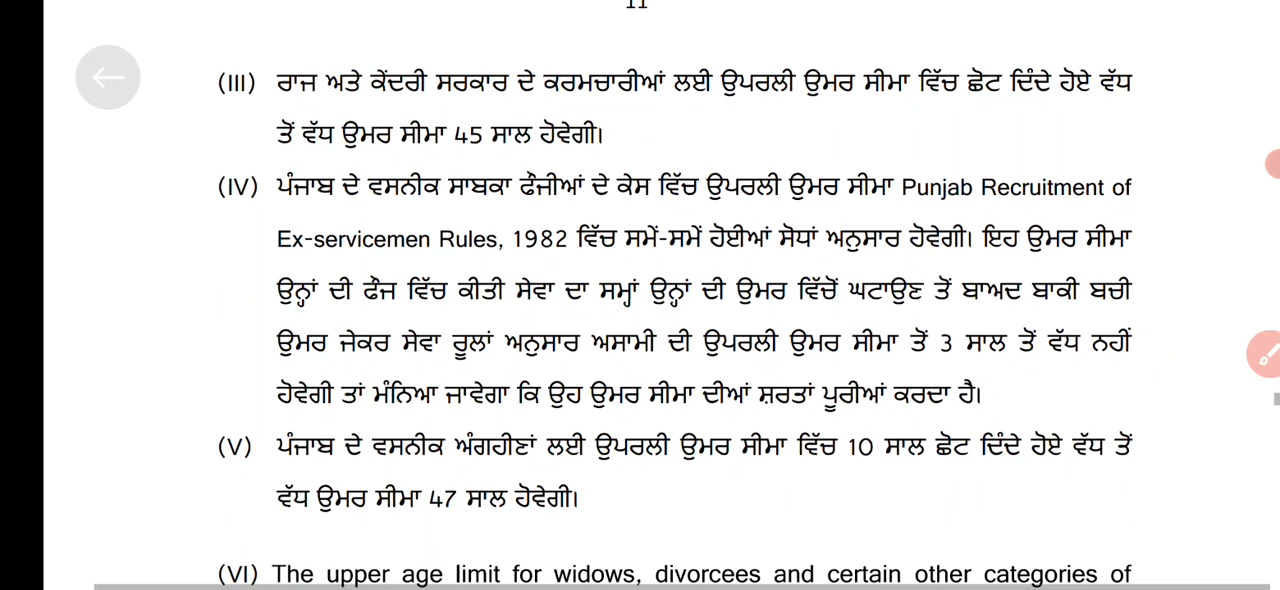 11
(III) ਰਾਜ ਅਤੇ ਕੇਂਦਰੀ ਸਰਕਾਰ ਦੇ ਕਰਮਚਾਰੀਆਂ ਲਈ ਉਪਰਲੀ ਉਮਰ ਸੀਮਾ ਵਿੱਚ ਛੋਟ ਦਿੰਦੇ ਹੋਏ ਵੱਧ
ਤੋਂ ਵੱਧ ਉਮਰ ਸੀਮਾ 45 ਸਾਲ ਹੋਵੇਗੀ।
(IV) ਪੰਜਾਬ ਦੇ ਵਸਨੀਕ ਸਾਬਕਾ ਫੌਜੀਆਂ ਦੇ ਕੇਸ ਵਿੱਚ ਉਪਰਲੀ ਉਮਰ ਸੀਮਾ Punjab Recruitment of
Ex-servicemen Rules, 1982 ਵਿੱਚ ਸਮੇਂ-ਸਮੇਂ ਹੋਈਆਂ ਸੋਧਾਂ ਅਨੁਸਾਰ ਹੋਵੇਗੀ। ਇਹ ਉਮਰ ਸੀਮਾ
ਉਨ੍ਹਾਂ ਦੀ ਫੌਜ ਵਿੱਚ ਕੀਤੀ ਸੇਵਾ ਦਾ ਸਮ੍ਹਾਂ ਉਨ੍ਹਾਂ ਦੀ ਉਮਰ ਵਿੱਚੋਂ ਘਟਾਉਣ ਤੋਂ ਬਾਅਦ ਬਾਕੀ ਬਚੀ
ਉਮਰ ਜੇਕਰ ਸੇਵਾ ਰੂਲਾਂ ਅਨੁਸਾਰ ਅਸਾਮੀ ਦੀ ਉਪਰਲੀ ਉਮਰ ਸੀਮਾ ਤੋਂ 3 ਸਾਲ ਤੋਂ ਵੱਧ ਨਹੀਂ
ਹੋਵੇਗੀ ਤਾਂ ਮੰਨਿਆ ਜਾਵੇਗਾ ਕਿ ਉਹ ਉਮਰ ਸੀਮਾ ਦੀਆਂ ਸ਼ਰਤਾਂ ਪੂਰੀਆਂ ਕਰਦਾ ਹੈ।
(V) ਪੰਜਾਬ ਦੇ ਵਸਨੀਕ ਅੰਗਹੀਣਾਂ ਲਈ ਉਪਰਲੀ ਉਮਰ ਸੀਮਾ ਵਿੱਚ 10 ਸਾਲ ਛੋਟ ਦਿੰਦੇ ਹੋਏ ਵੱਧ ਤੋਂ
ਵੱਧ ਉਮਰ ਸੀਮਾ 47 ਸਾਲ ਹੋਵੇਗੀ।
(VI) The upper age limit for widows, divorcees and certain other categories of